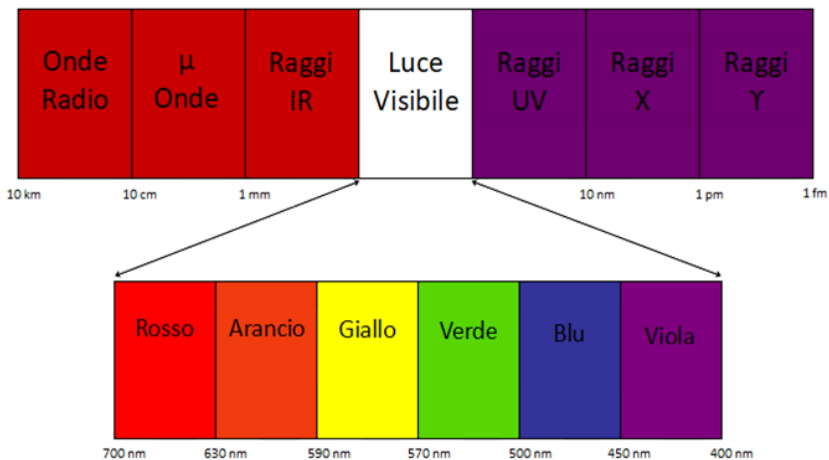 Onde Radio
μ Onde
Raggi IR
Luce Visibile
Raggi UV
Raggi X
Raggi ϒ
10 km 10 cm 1 mm 10 nm 1 pm 1 fm
Rosso Arancio Giallo Verde Blu Viola
700 nm 630 nm 590 nm 570 nm 500 nm 450 nm 400 nm